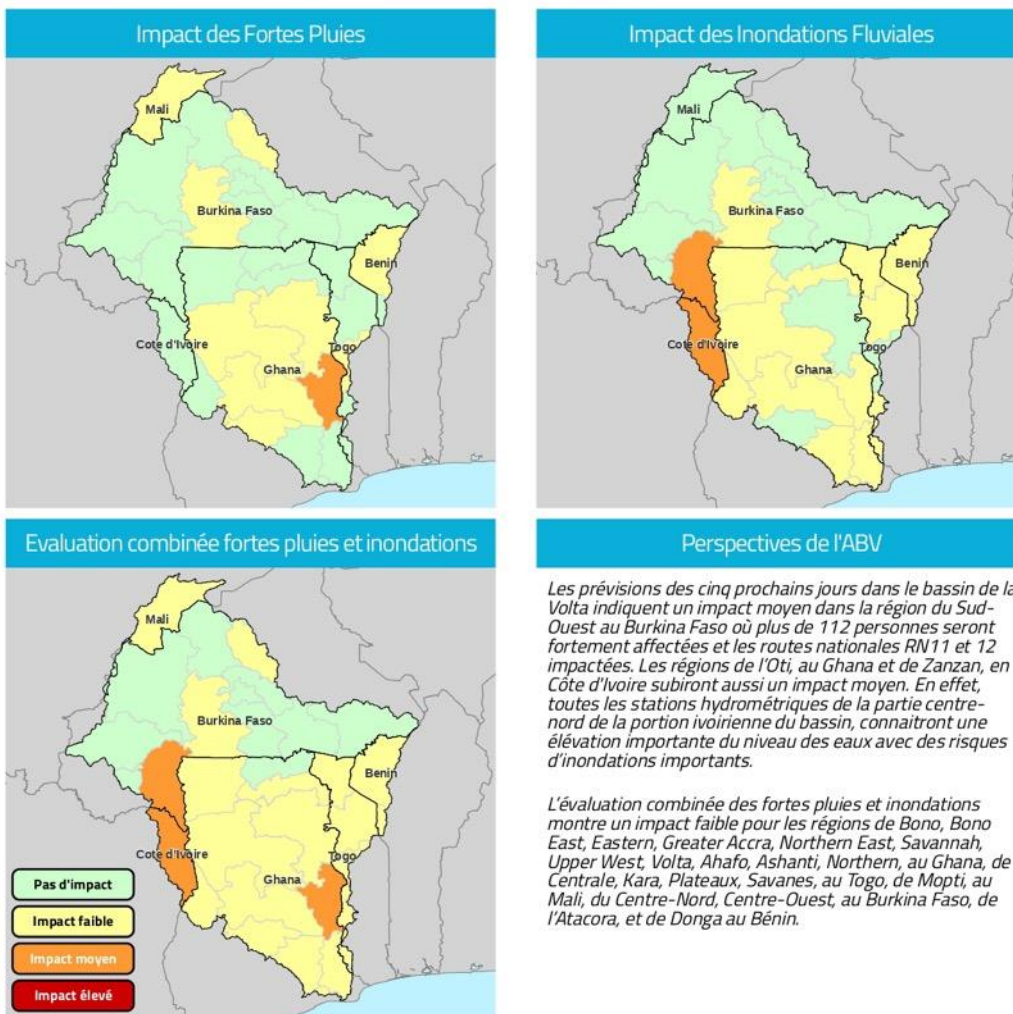 Impact des Fortes Pluies
Mali
Burkina Faso
Benin
Cote d'Ivoire
Togo
Ghana
Impact des Inondations Fluviales
Mali
Burkina Faso
Benin
Cote d'Ivoire
Togo
Ghana
Evaluation combinée fortes pluies et inondations
Mali
Burkina Faso
Benin
Cote d'Ivoire
Togo
Ghana
Pas d'impact
Impact faible
Impact moyen
Impact élevé
Perspectives de l'ABV
Les prévisions des cinq prochains jours dans le bassin de la
Volta indiquent un impact moyen dans la région du Sud-
Ouest au Burkina Faso où plus de 112 personnes seront
fortement affectées et les routes nationales RN11 et 12
impactées. Les régions de l'Oti, au Ghana et de Zanzan, en
Côte d'Ivoire subiront aussi un impact moyen. En effet,
toutes les stations hydrométriques de la partie centre-
nord de la portion ivoirienne du bassin, connaitront une
élévation importante du niveau des eaux avec des risques
d'inondations importants.
L'évaluation combinée des fortes pluies et inondations
montre un impact faible pour les régions de Bono, Bono
East, Eastern, Greater Accra, Northern East, Savannah,
Upper West, Volta, Ahafo, Ashanti, Northern, au Ghana, de
Centrale, Kara, Plateaux, Savanes, au Togo, de Mopti, au
Mali, du Centre-Nord, Centre-Ouest, au Burkina Faso, de
l'Atacora, et de Donga au Bénin.